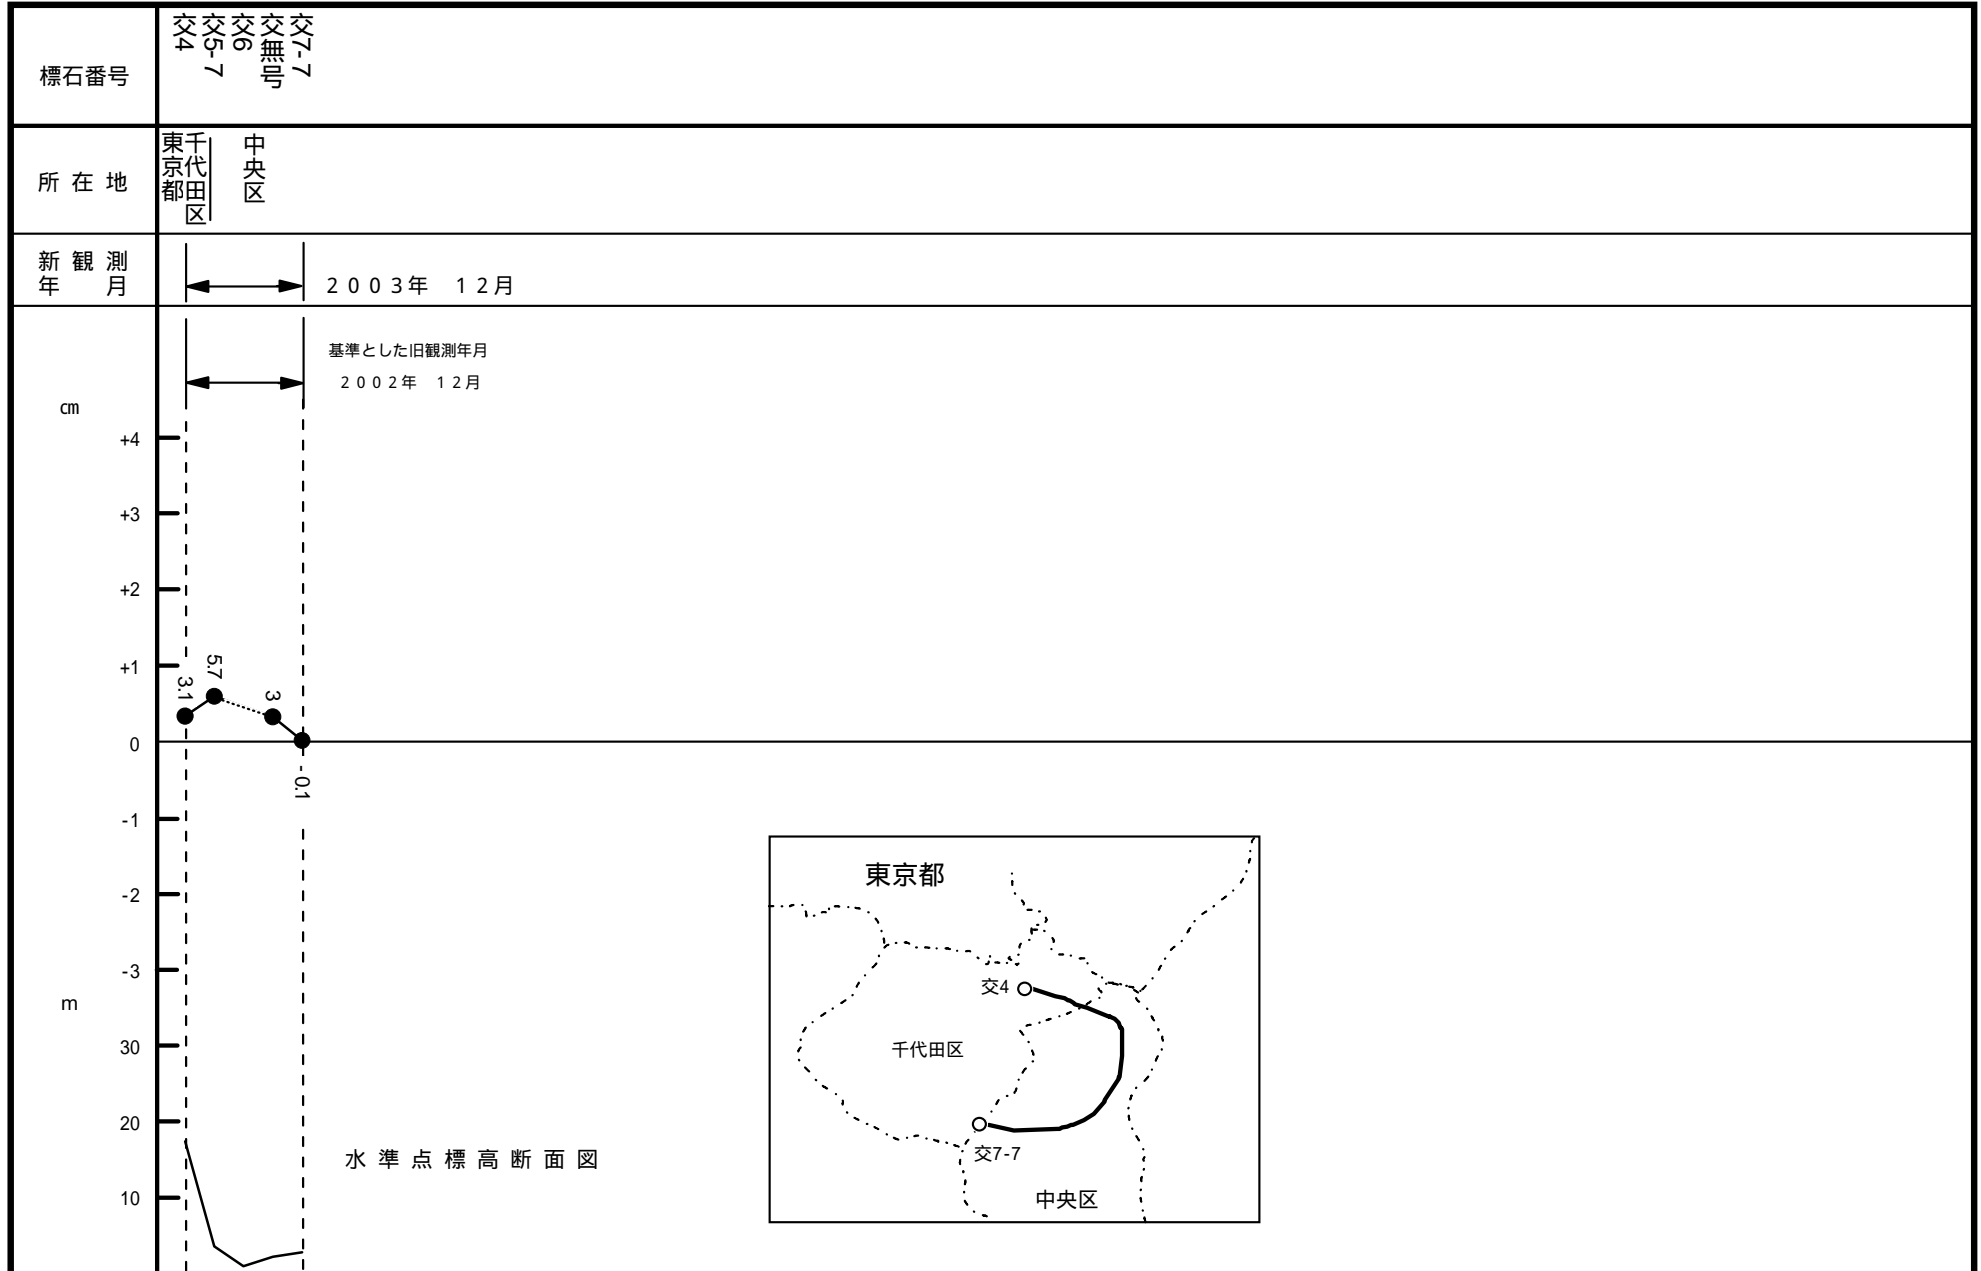 標石番号
交4
交5-7
交6
交無号
交7-7
所在地
東京都
千代田区
中央区
新観測
年 月
2003年 12月
基準とした旧観測年月
2002年 12月
㎝
+4
+3
+2
+1
0
-1
-2
-3
3.1
5.7
3
-0.1
m
30
20
10
水準点標高断面図
東京都
交4
千代田区
交7-7
中央区